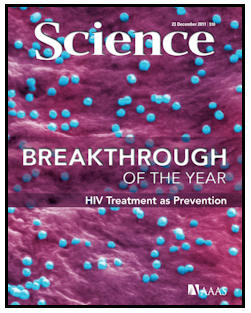 Science
23 December 2011 | $10
BREAKTHROUGH
OF THE YEAR
HIV Treatment as Prevention
AAAS